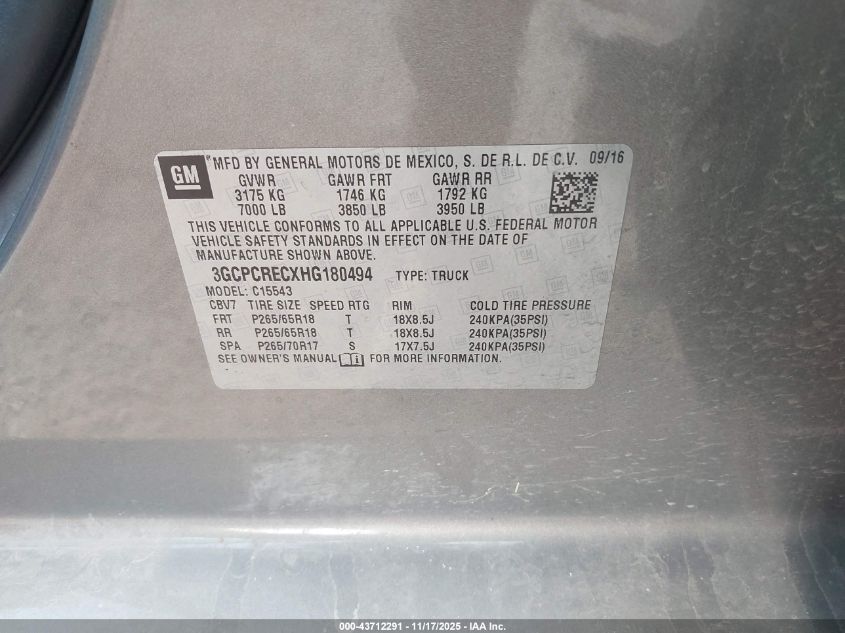 GM
MFD BY GENERAL MOTORS DE MEXICO, S. DE R.L. DE C.V. 09/16
GVWR GAWR FRT GAWR RR
3175 KG 1746 KG 1792 KG
7000 LB 3850 LB 3950 LB
THIS VEHICLE CONFORMS TO ALL APPLICABLE U.S. FEDERAL MOTOR
VEHICLE SAFETY STANDARDS IN EFFECT ON THE DATE OF
MANUFACTURE SHOWN ABOVE.
3GCPCRECXHG180494 TYPE: TRUCK
MODEL: C15543
CBV7 TIRE SIZE SPEED RTG RIM COLD TIRE PRESSURE
FRT P265/65R18 T 18X8.5J 240KPA(35PSI)
RR P265/65R18 T 18X8.5J 240KPA(35PSI)
SPA P265/70R17 S 17X7.5J 240KPA(35PSI)
SEE OWNER'S MANUAL FOR MORE INFORMATION.
000-43712291 - 11/17/2025 - IAA Inc.